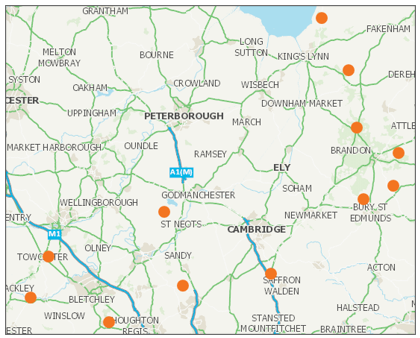 GRANTHAM
FAKENHAM
LONG
SUTTON
KING'S LYNN
MELTON
MOWBRAY
BOURNE
SYSTON
OAKHAM
CROWLAND
WISBECH
DEREH
CESTER
DOWNHAM MARKET
UPPINGHAM
PETERBOROUGH
MARCH
ATTLE
MARKET HARBOROUGH
OUNDLE
RAMSEY
BRANDON
ELY
A1(M)
SOHAM
GODMANCHESTER
WELLINGBOROUGH
BURY ST
EDMUNDS
ENTRY
NEWMARKET
ST NEOTS
CAMBRIDGE
M1
OLNEY
TOWCESTER
SANDY
ACTON
SAFFRON
WALDEN
ACKLEY
BLETCHLEY
WINSLOW
HALSTEAD
HOUGHTON
REGIS
STANSTED
MOUNTFITCHET
BRAINTREE
ESTER